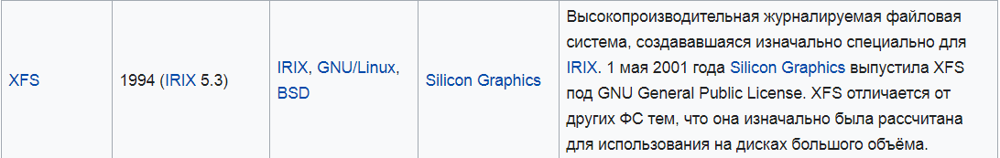 XFS
1994 (IRIX 5.3)
IRIX, GNU/Linux,
BSD
Silicon Graphics
Высокопроизводительная журналируемая файловая
система, создававшаяся изначально специально для
IRIX. 1 мая 2001 года Silicon Graphics выпустила XFS
под GNU General Public License. XFS отличается от
других ФС тем, что она изначально была рассчитана
для использования на дисках большого объёма.